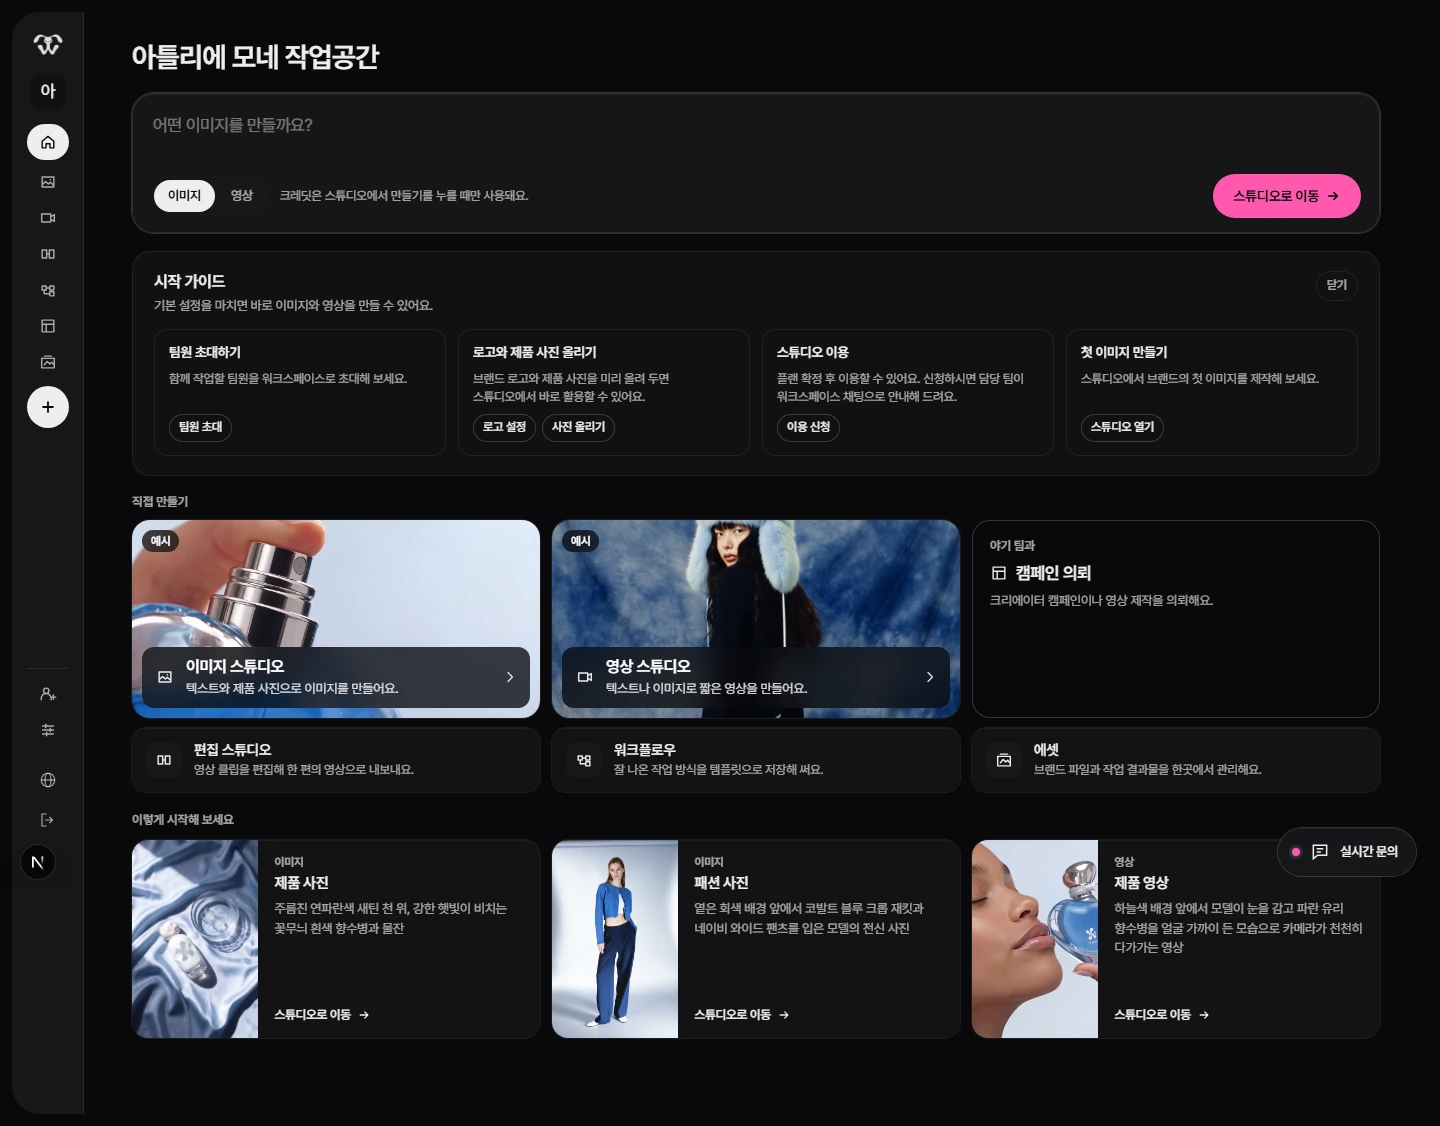 아틀리에 모네 작업공간
아
어떤 이미지를 만들까요?
이미지
영상
크레딧은 스튜디오에서 만들기를 누를 때만 사용돼요.
스튜디오로 이동
시작 가이드
기본 설정을 마치면 바로 이미지와 영상을 만들 수 있어요.
닫기
팀원 초대하기
함께 작업할 팀원을 워크스페이스로 초대해 보세요.
팀원 초대
로고와 제품 사진 올리기
브랜드 로고와 제품 사진을 미리 올려 두면
스튜디오에서 바로 활용할 수 있어요.
로고 설정
사진 올리기
스튜디오 이용
플랜 확정 후 이용할 수 있어요. 신청하시면 담당 팀이
워크스페이스 채팅으로 안내해 드려요.
이용 신청
첫 이미지 만들기
스튜디오에서 브랜드의 첫 이미지를 제작해 보세요.
스튜디오 열기
직접 만들기
예시
이미지 스튜디오
텍스트와 제품 사진으로 이미지를 만들어요.
예시
영상 스튜디오
텍스트나 이미지로 짧은 영상을 만들어요.
야기 팀과
캠페인 의뢰
크리에이터 캠페인이나 영상 제작을 의뢰해요.
편집 스튜디오
영상 클립을 편집해 한 편의 영상으로 내보내요.
워크플로우
잘 나온 작업 방식을 템플릿으로 저장해 써요.
에셋
브랜드 파일과 작업 결과물을 한곳에서 관리해요.
이렇게 시작해 보세요
이미지
제품 사진
주름진 연파란색 새틴 천 위, 강한 햇빛이 비치는
꽃무늬 흰색 향수병과 물잔
스튜디오로 이동
이미지
패션 사진
옅은 회색 배경 앞에서 코발트 블루 크롭 재킷과
네이비 와이드 팬츠를 입은 모델의 전신 사진
스튜디오로 이동
영상
제품 영상
하늘색 배경 앞에서 모델이 눈을 감고 파란 유리
향수병을 얼굴 가까이 든 모습으로 카메라가 천천히
다가가는 영상
스튜디오로 이동
실시간 문의
N